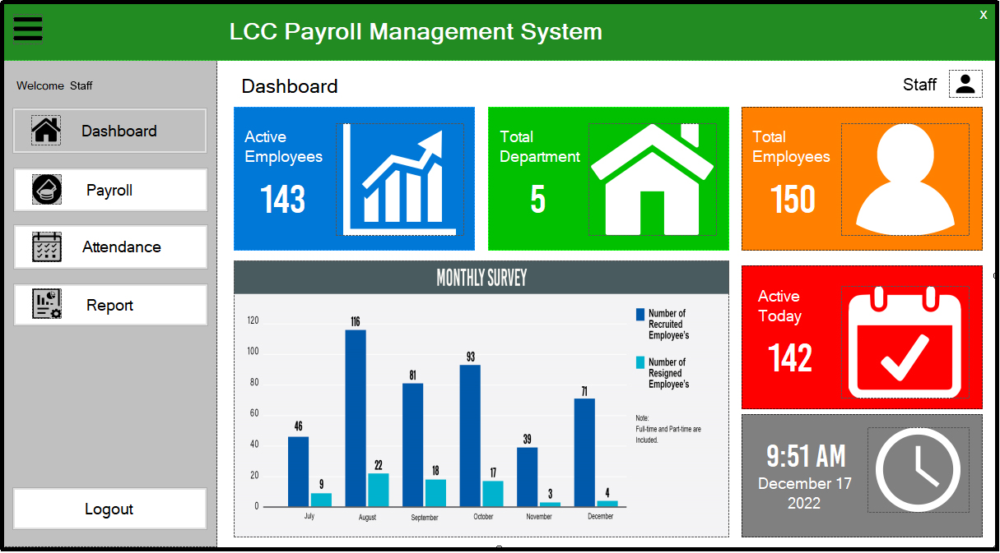 LCC Payroll Management System
X
Welcome Staff
Dashboard
Payroll
Attendance
Report
Logout
Dashboard
Staff
Active
Employees
143
Total
Department
5
Total
Employees
150
MONTHLY SURVEY
120
100
80
60
40
20
0
46
9
116
22
81
18
93
17
39
3
71
4
July
August
September
October
November
December
Number of
Recruited
Employee's
Number of
Resigned
Employee's
Note:
Full-time and Part-time are
Included.
Active
Today
142
9:51 AM
December 17
2022